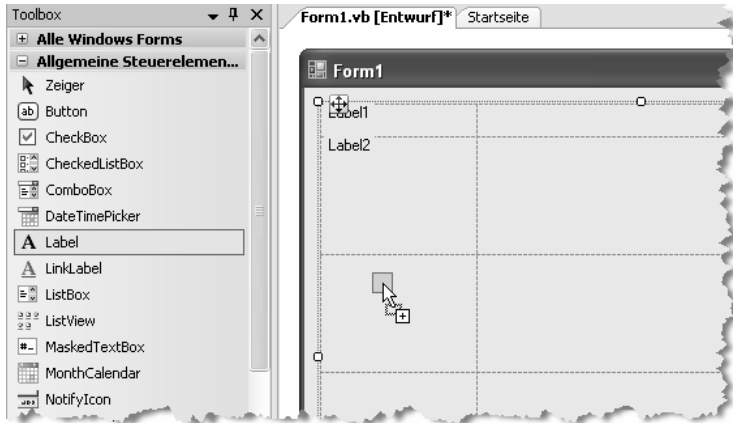 Toolbox
Alle Windows Forms
Allgemeine Steuerelemen...
Zeiger
ab Button
CheckBox
CheckedListBox
ComboBox
DateTimePicker
A Label
A LinkLabel
ListBox
ListView
#_ MaskedTextBox
MonthCalendar
NotifyIcon
Form1.vb [Entwurf]* Startseite
Form1
Label1
Label2